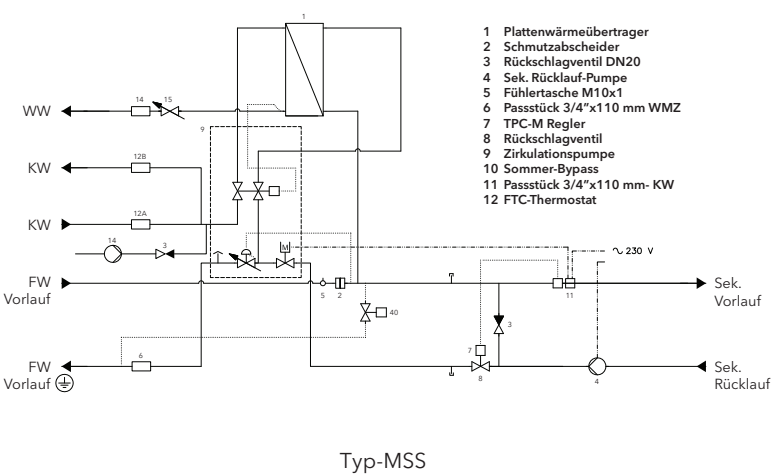 1 Plattenwärmeübertrager
2 Schmutzabscheider
3 Rückschlagventil DN20
4 Sek. Rücklauf-Pumpe
5 Fühlertasche M10x1
6 Passstück 3/4"x110 mm WMZ
7 TPC-M Regler
8 Rückschlagventil
9 Zirkulationspumpe
10 Sommer-Bypass
11 Passstück 3/4"x110 mm- KW
12 FTC-Thermostat
1
WW 14 15
9
KW 12B
KW 12A
14 3
M
230 V
FW
Vorlauf
5 2
11
Sek.
Vorlauf
40
3
7
FW
Vorlauf
6
8
4
Sek.
Rücklauf
Typ-MSS